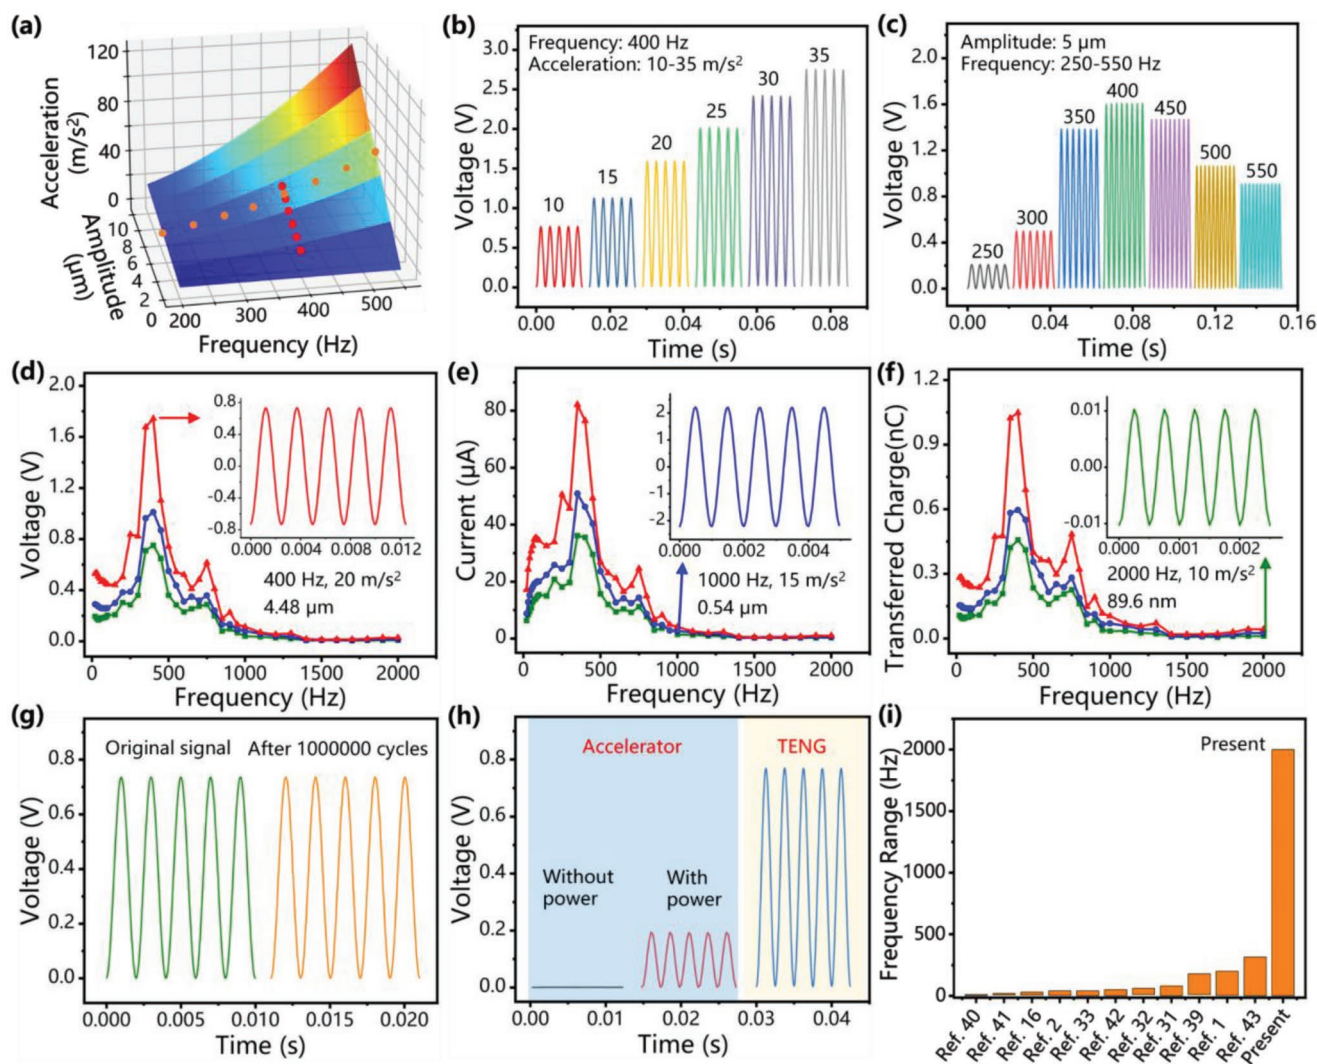 (a)
Acceleration
(m/s²)
120
80
40
0
Amplitude
(μm)
10
8
6
4
2
0
200
300
400
500
Frequency (Hz)
(b)
Frequency: 400 Hz
Acceleration: 10-35 m/s²
Voltage (V)
3.0
2.5
2.0
1.5
1.0
0.5
0.0
10
15
20
25
30
35
0.00 0.02 0.04 0.06 0.08
Time (s)
(c)
Amplitude: 5 μm
Frequency: 250-550 Hz
Voltage (V)
2.0
1.6
1.2
0.8
0.4
0.0
250
300
350
400
450
500
550
0.00 0.04 0.08 0.12 0.16
Time (s)
(d)
Voltage (V)
2.0
1.6
1.2
0.8
0.4
0.0
0.8
0.4
0.0
-0.4
-0.8
0.000 0.004 0.008 0.012
400 Hz, 20 m/s²
4.48 μm
0 500 1000 1500 2000
Frequency (Hz)
(e)
Current (μA)
80
60
40
20
0
2
1
0
-1
-2
0.000 0.002 0.004
1000 Hz, 15 m/s²
0.54 μm
0 500 1000 1500 2000
Frequency (Hz)
(f)
Transferred Charge(nC)
1.2
0.9
0.6
0.3
0.0
0.01
0.00
-0.01
0.000 0.001 0.002
2000 Hz, 10 m/s²
89.6 nm
0 500 1000 1500 2000
Frequency (Hz)
(g)
Original signal After 1000000 cycles
Voltage (V)
0.8
0.6
0.4
0.2
0.0
0.000 0.005 0.010 0.015 0.020
Time (s)
(h)
Accelerator
TENG
Voltage (V)
0.8
0.6
0.4
0.2
0.0
Without
power
With
power
0.00 0.01 0.02 0.03 0.04
Time (s)
(i)
Present
Frequency Range (Hz)
2000
1500
500
0
Ref. 40
Ref. 41
Ref. 16
Ref. 2
Ref. 33
Ref. 42
Ref. 32
Ref. 31
Ref. 39
Ref. 1
Ref. 43
Present